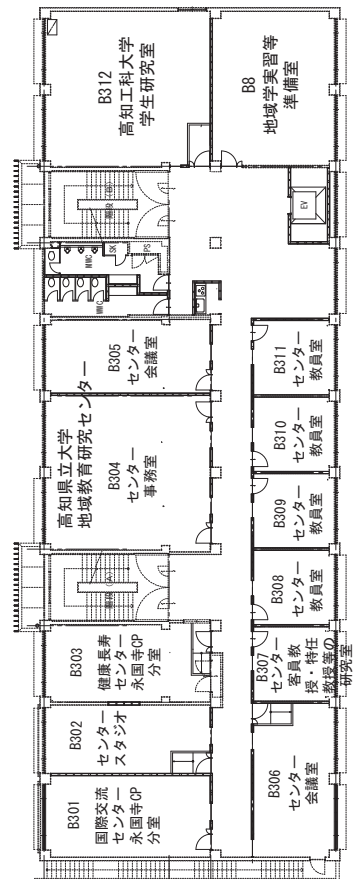 B301
国際交流
センター
永国寺CP
分室
B302
センター
スタジオ
B303
健康長寿
センター
永国寺CP
分室
階段（A）
高知県立大学
地域教育研究センター
B304
センター
事務室
B305
センター
会議室
WWC
MWC
SK
PS
階段（B）
B312
高知工科大学
学生研究室
B306
センター
会議室
B307
センター
客員教
授・特任
教授等の
研究室
B308
センター
教員室
B309
センター
教員室
B310
センター
教員室
B311
センター
教員室
EV
B8
地域学実習等
準備室